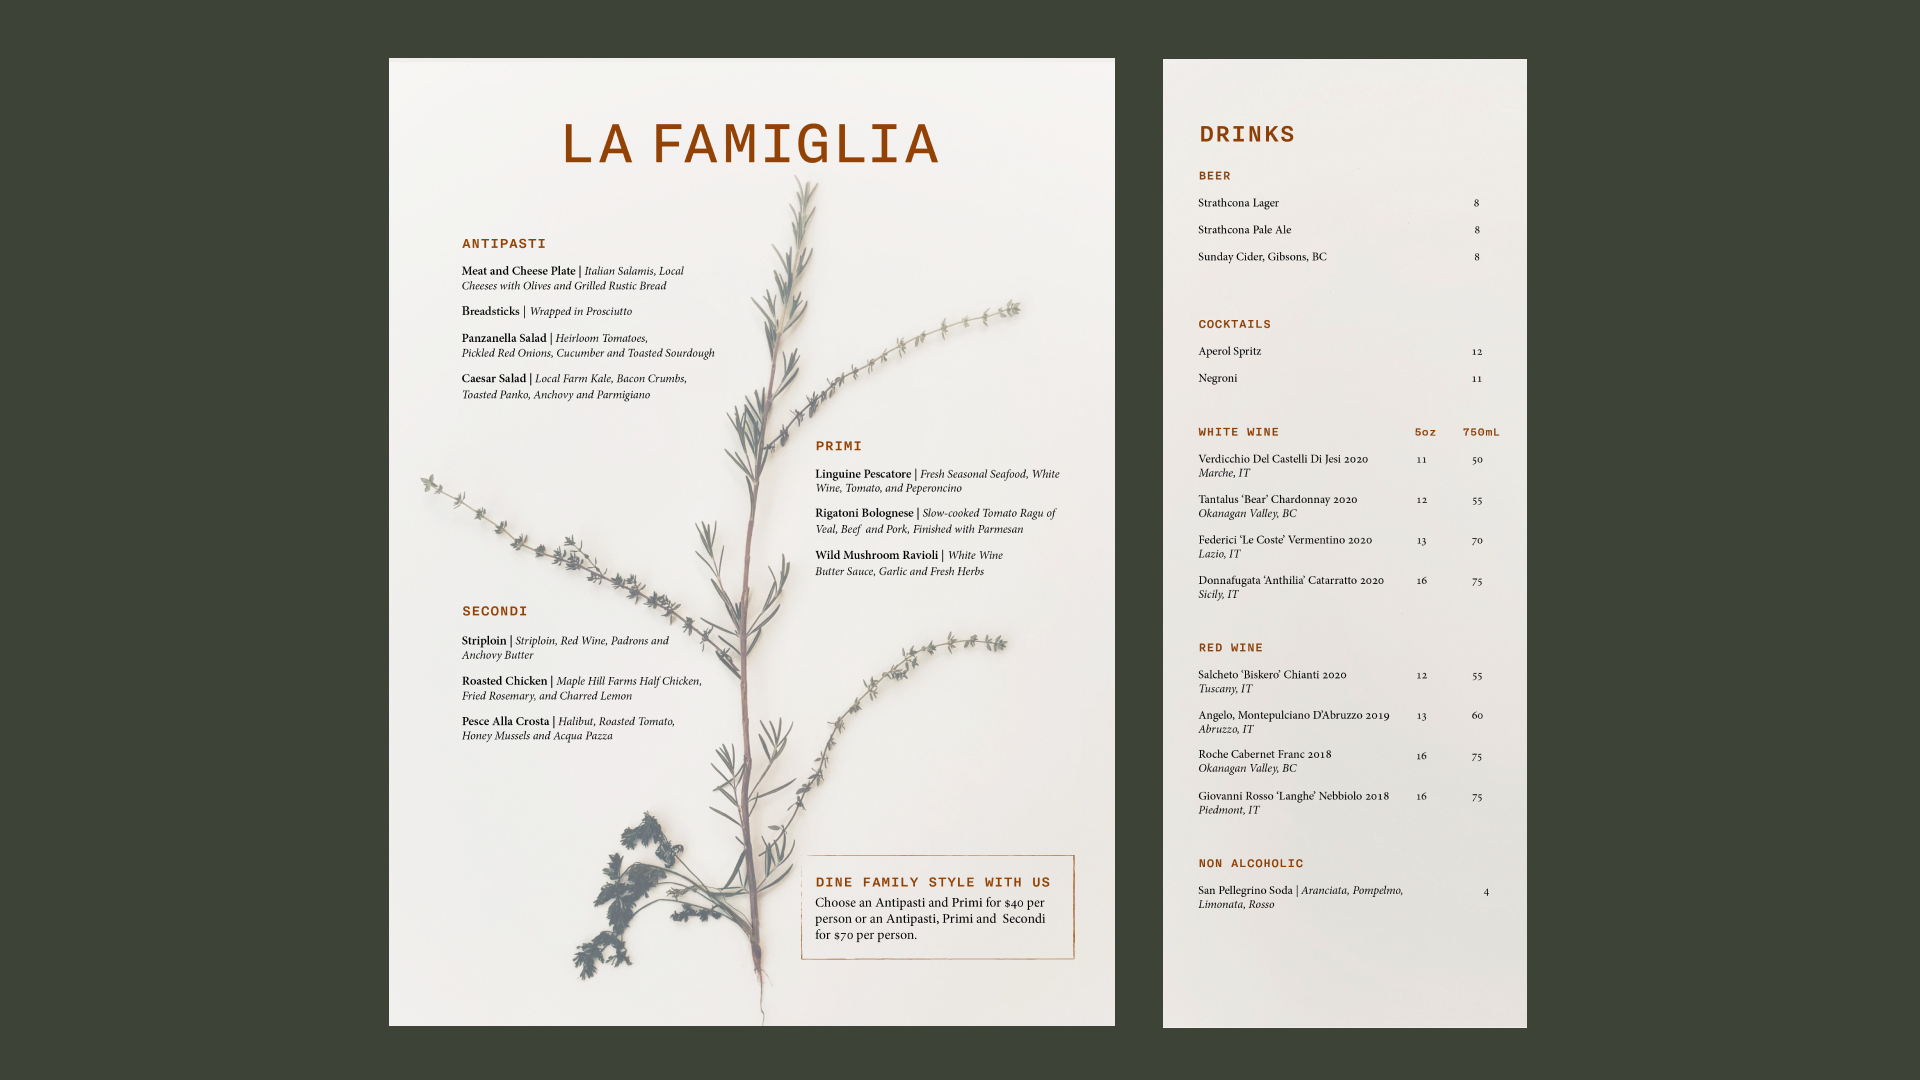 LA FAMIGLIA
ANTIPASTI
Meat and Cheese Plate | Italian Salamis, Local
Cheeses with Olives and Grilled Rustic Bread
Breadsticks | Wrapped in Prosciutto
Panzanella Salad | Heirloom Tomatoes,
Pickled Red Onions, Cucumber and Toasted Sourdough
Caesar Salad | Local Farm Kale, Bacon Crumbs,
Toasted Panko, Anchovy and Parmigiano
PRIMI
Linguine Pescatore | Fresh Seasonal Seafood, White
Wine, Tomato, and Peperoncino
Rigatoni Bolognese | Slow-cooked Tomato Ragu of
Veal, Beef and Pork, Finished with Parmesan
Wild Mushroom Ravioli | White Wine
Butter Sauce, Garlic and Fresh Herbs
SECONDI
Striploin | Striploin, Red Wine, Padrons and
Anchovy Butter
Roasted Chicken | Maple Hill Farms Half Chicken,
Fried Rosemary, and Charred Lemon
Pesce Alla Crosta | Halibut, Roasted Tomato,
Honey Mussels and Acqua Pazza
DINE FAMILY STYLE WITH US
Choose an Antipasti and Primi for $40 per
person or an Antipasti, Primi and Secondi
for $70 per person.
DRINKS
BEER
Strathcona Lager 8
Strathcona Pale Ale 8
Sunday Cider, Gibsons, BC 8
COCKTAILS
Aperol Spritz 12
Negroni 11
WHITE WINE 5oz 750mL
Verdicchio Del Castelli Di Jesi 2020 11 50
Marche, IT
Tantalus ‘Bear’ Chardonnay 2020 12 55
Okanagan Valley, BC
Federici ‘Le Coste’ Vermentino 2020 13 70
Lazio, IT
Donnafugata ‘Anthilia’ Catarratto 2020 16 75
Sicily, IT
RED WINE
Salcheto ‘Biskero’ Chianti 2020 12 55
Tuscany, IT
Angelo, Montepulciano D’Abruzzo 2019 13 60
Abruzzo, IT
Roche Cabernet Franc 2018 16 75
Okanagan Valley, BC
Giovanni Rosso ‘Langhe’ Nebbiolo 2018 16 75
Piedmont, IT
NON ALCOHOLIC
San Pellegrino Soda | Aranciata, Pompelmo, 4
Limonata, Rosso